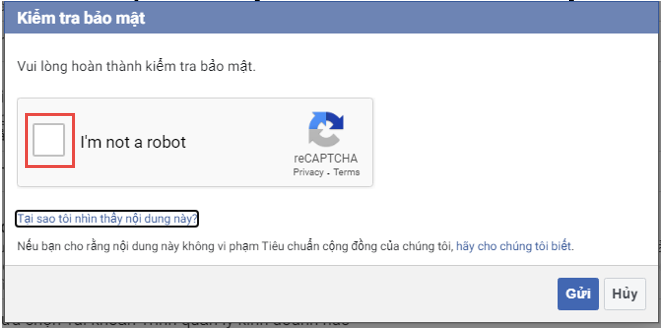 Kiểm tra bảo mật
Vui lòng hoàn thành kiểm tra bảo mật.
I'm not a robot
reCAPTCHA
Privacy - Terms
Tại sao tôi nhìn thấy nội dung này?
Nếu bạn cho rằng nội dung này không vi phạm Tiêu chuẩn cộng đồng của chúng tôi, hãy cho chúng tôi biết.
Gửi Hủy